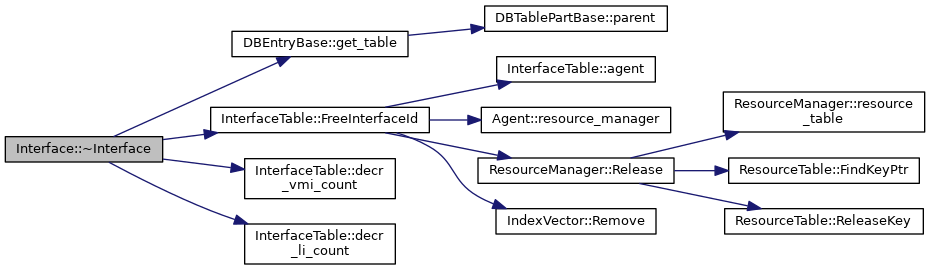 Interface::~Interface
DBEntryBase::get_table
DBTablePartBase::parent
InterfaceTable::FreeInterfaceId
InterfaceTable::agent
Agent::resource_manager
ResourceManager::Release
ResourceManager::resource
_table
ResourceTable::FindKeyPtr
ResourceTable::ReleaseKey
IndexVector::Remove
InterfaceTable::decr
_vmi_count
InterfaceTable::decr
_li_count